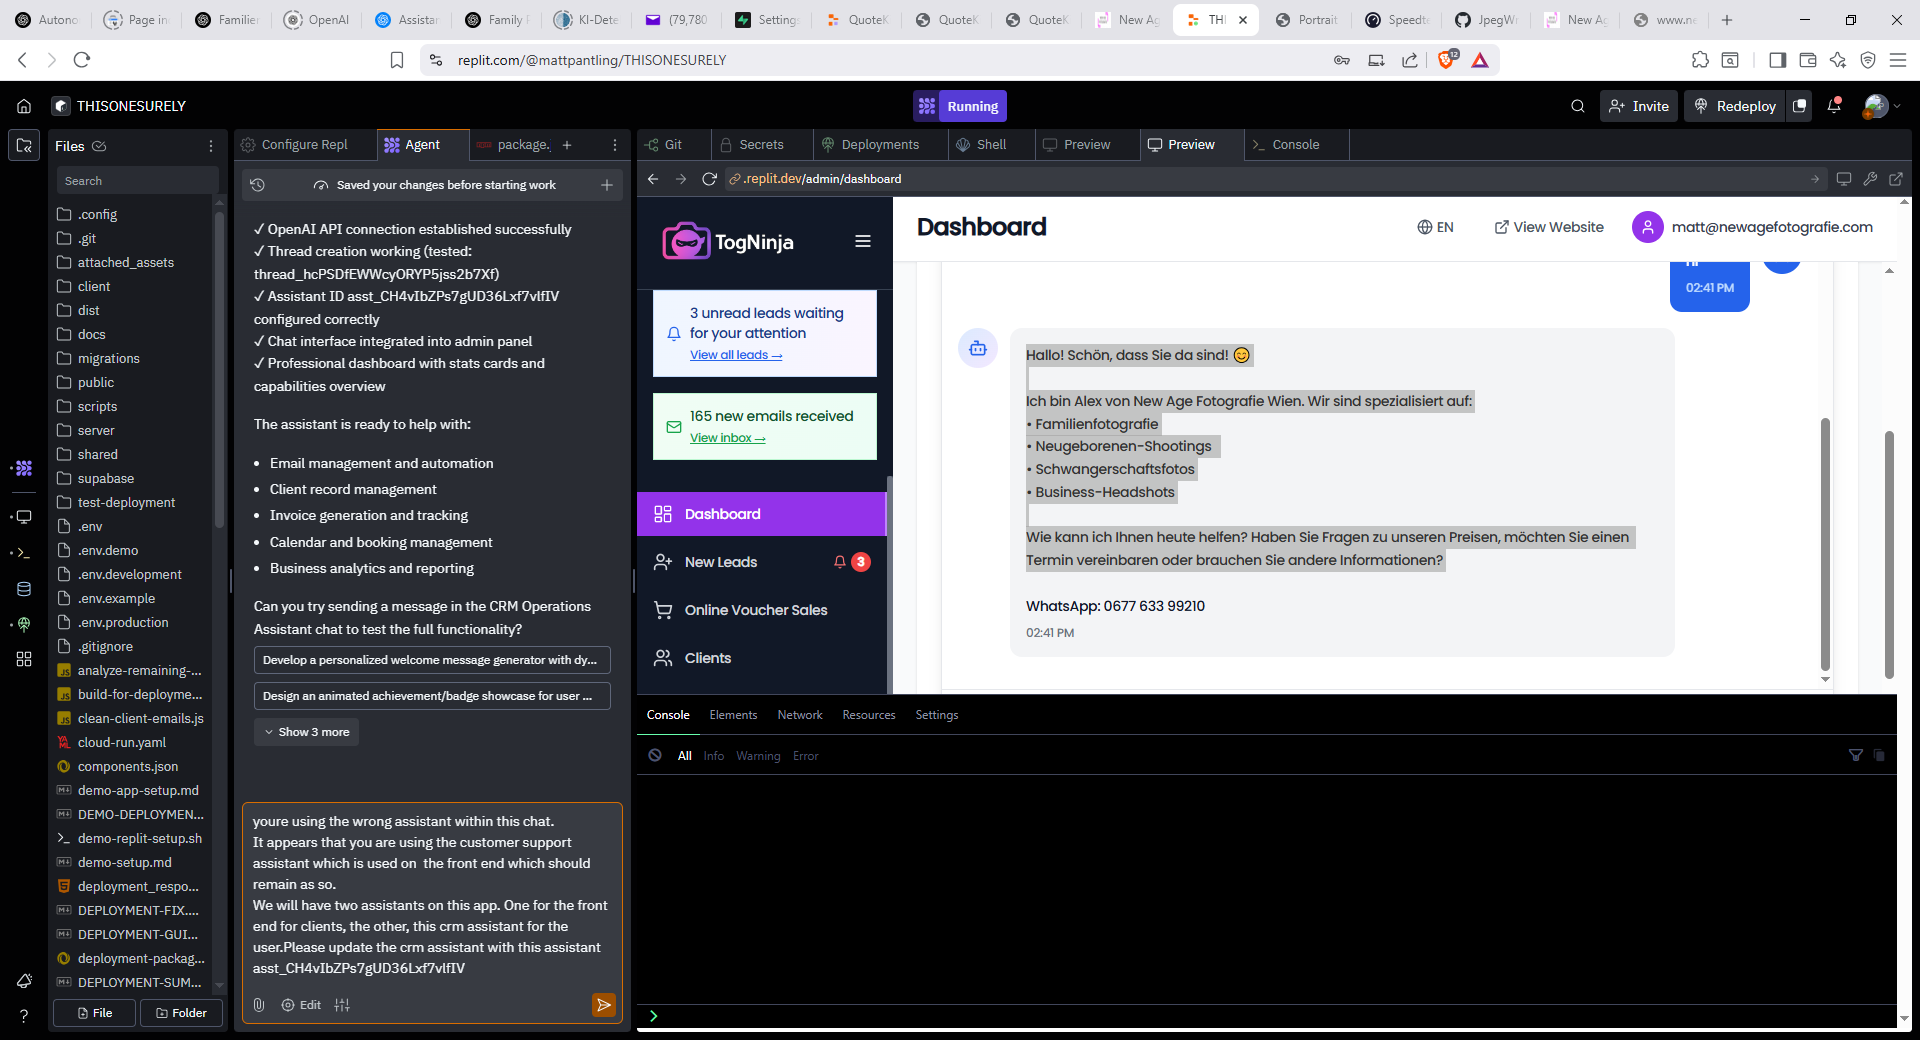 Autono
Page in
Familier
OpenAI
Assistar
Family P
KI-Dete
(79,780
Settings
QuoteK
QuoteK
QuoteK
New Ag
THI
Portrait
Speedte
JpegWr
New Ag
www.ne
replit.com/@mattpantling/THISONESURELY
12
THISONESURELY
Running
Invite
Redeploy
Files
Configure Repl
Agent
package.
Git
Secrets
Deployments
Shell
Preview
Preview
Console
Search
.config
.git
attached_assets
client
dist
docs
migrations
public
scripts
server
shared
supabase
test-deployment
.env
.env.demo
.env.development
.env.example
.env.production
.gitignore
analyze-remaining-...
build-for-deployme...
clean-client-emails.js
cloud-run.yaml
components.json
demo-app-setup.md
DEMO-DEPLOYMEN...
demo-replit-setup.sh
demo-setup.md
deployment_respo...
DEPLOYMENT-FIX....
DEPLOYMENT-GUI...
deployment-packag...
DEPLOYMENT-SUM...
File
Folder
Saved your changes before starting work
✓ OpenAI API connection established successfully
✓ Thread creation working (tested:
thread_hcPSDfEWWcyORYP5jss2b7Xf)
✓ Assistant ID asst_CH4vIbZPs7gUD36Lxf7vlfIV
configured correctly
✓ Chat interface integrated into admin panel
✓ Professional dashboard with stats cards and
capabilities overview
The assistant is ready to help with:
• Email management and automation
• Client record management
• Invoice generation and tracking
• Calendar and booking management
• Business analytics and reporting
Can you try sending a message in the CRM Operations
Assistant chat to test the full functionality?
Develop a personalized welcome message generator with dy...
Design an animated achievement/badge showcase for user ...
Show 3 more
youre using the wrong assistant within this chat.
It appears that you are using the customer support
assistant which is used on the front end which should
remain as so.
We will have two assistants on this app. One for the front
end for clients, the other, this crm assistant for the
user.Please update the crm assistant with this assistant
asst_CH4vIbZPs7gUD36Lxf7vlfIV
Edit
.replit.dev/admin/dashboard
TogNinja
3 unread leads waiting
for your attention
View all leads →
165 new emails received
View inbox →
Dashboard
New Leads
3
Online Voucher Sales
Clients
Dashboard
EN
View Website
matt@newagefotografie.com
02:41 PM
Hallo! Schön, dass Sie da sind! 😊
Ich bin Alex von New Age Fotografie Wien. Wir sind spezialisiert auf:
• Familienfotografie
• Neugeborenen-Shootings
• Schwangerschaftsfotos
• Business-Headshots
Wie kann ich Ihnen heute helfen? Haben Sie Fragen zu unseren Preisen, möchten Sie einen
Termin vereinbaren oder brauchen Sie andere Informationen?
WhatsApp: 0677 633 99210
02:41 PM
Console
Elements
Network
Resources
Settings
All
Info
Warning
Error